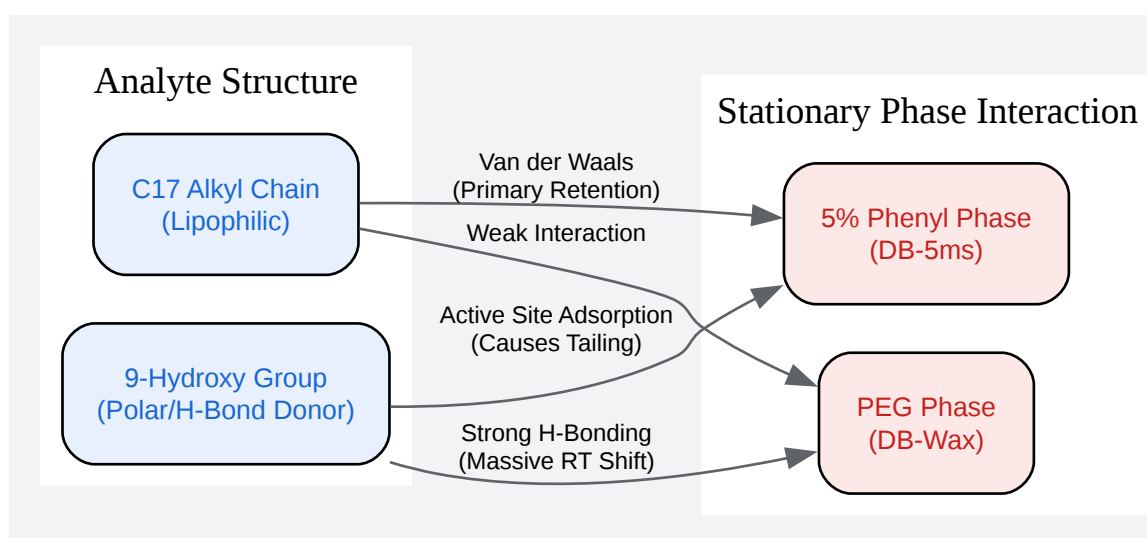 Analyte Structure
C17 Alkyl Chain
(Lipophilic)
9-Hydroxy Group
(Polar/H-Bond Donor)
Van der Waals
(Primary Retention)
Weak Interaction
Active Site Adsorption
(Causes Tailing)
Strong H-Bonding
(Massive RT Shift)
Stationary Phase Interaction
5% Phenyl Phase
(DB-5ms)
PEG Phase
(DB-Wax)